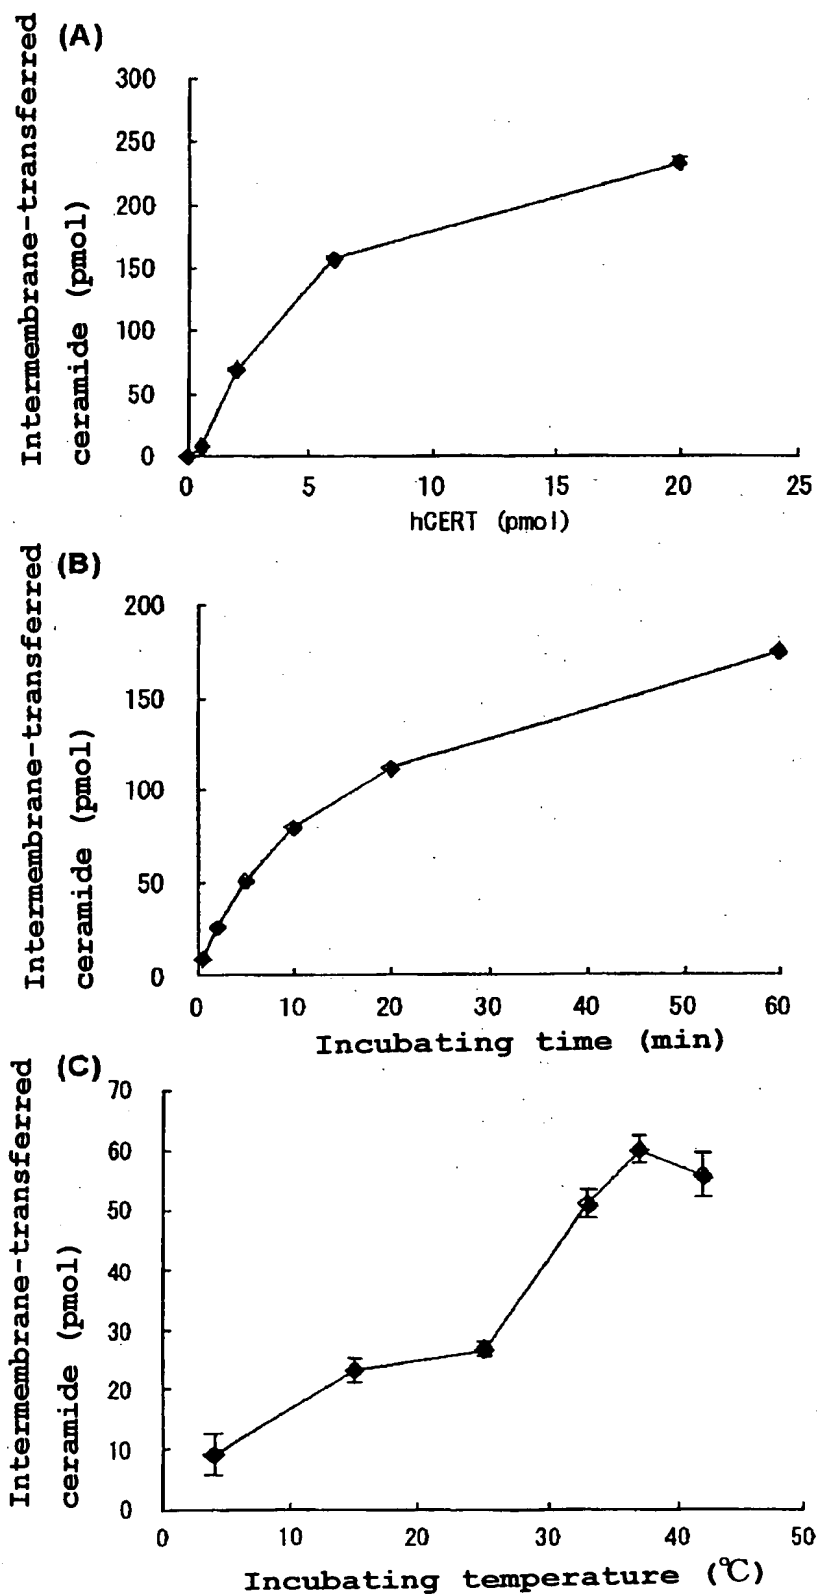 (A)
Intermembrane-transferred
ceramide (pmol)
300
250
200
150
100
50
0
0 5 10 15 20 25
hCERT (pmol)
(B)
Intermembrane-transferred
ceramide (pmol)
200
150
100
50
0
0 10 20 30 40 50 60
Incubating time (min)
(C)
Intermembrane-transferred
ceramide (pmol)
70
60
50
40
30
20
10
0
0 10 20 30 40 50
Incubating temperature (℃)